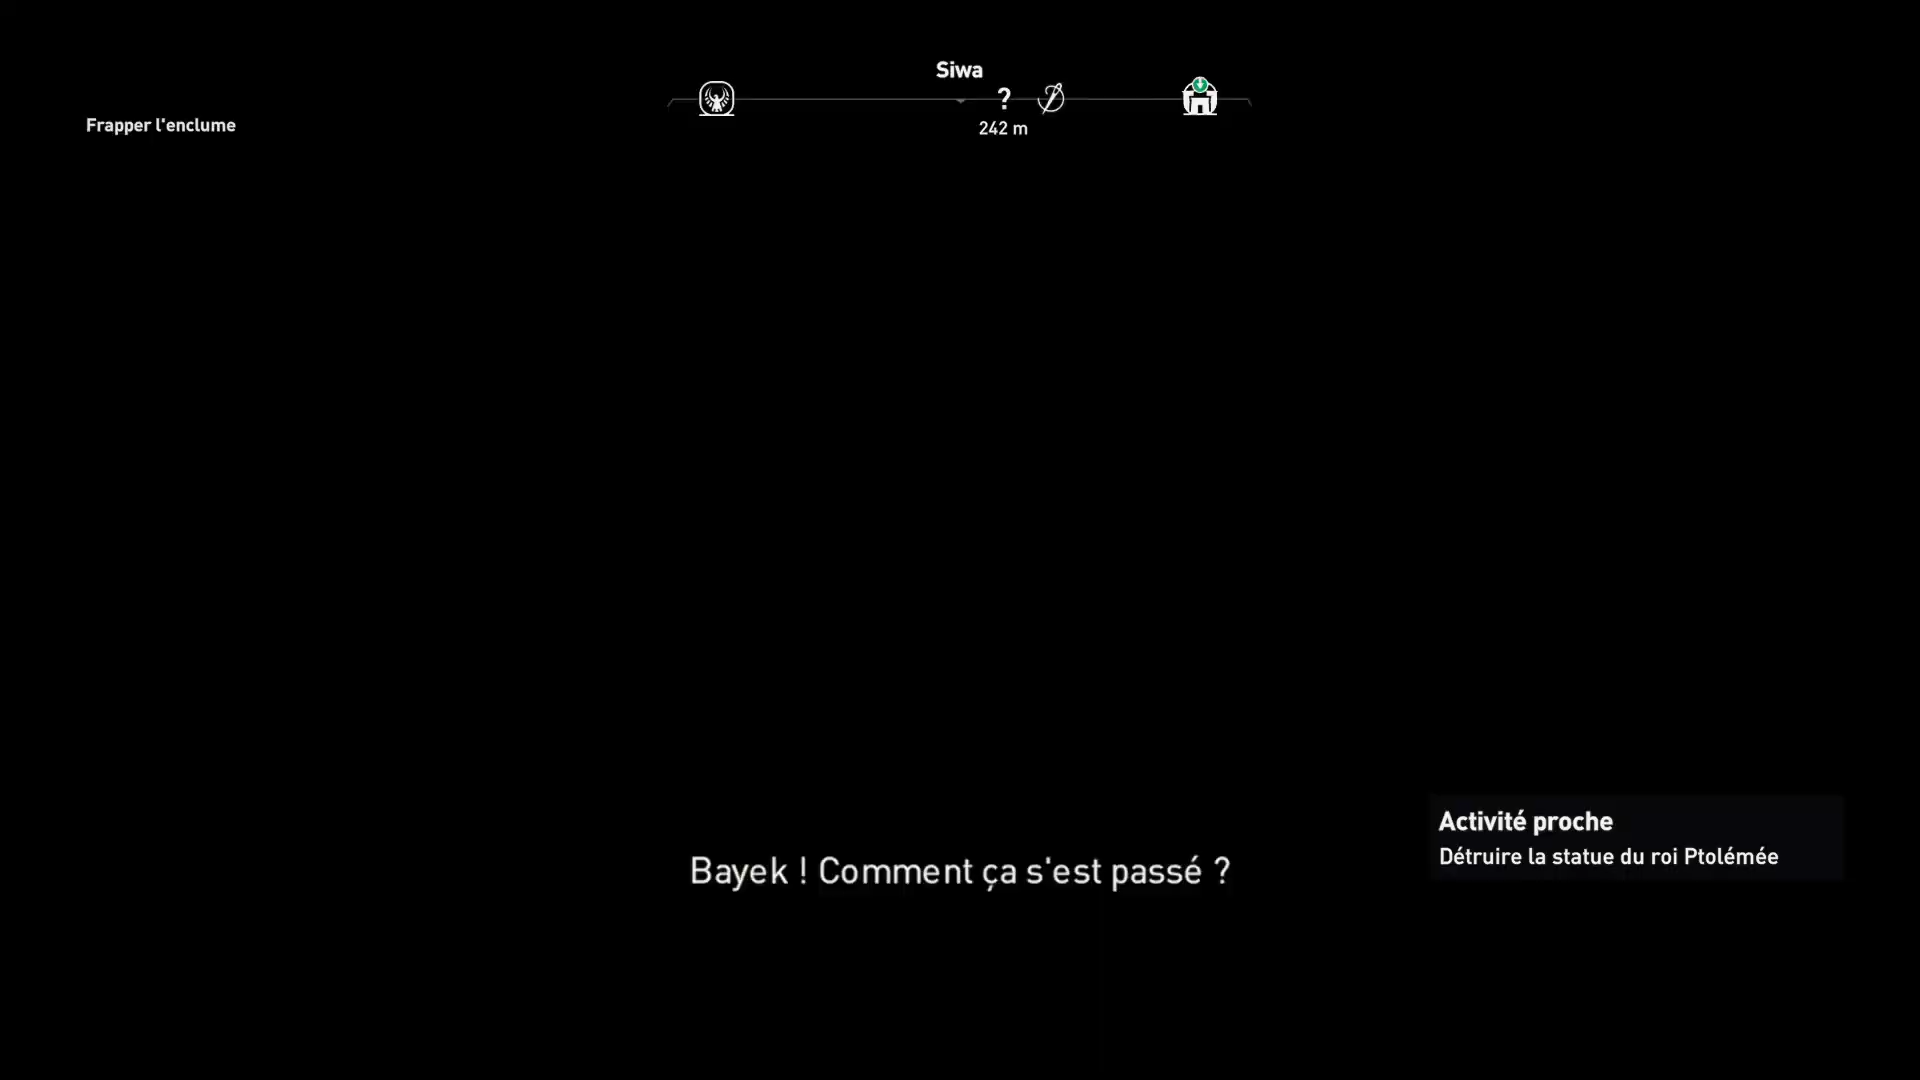 Siwa
?
242 m
Frapper l'enclume
Activité proche
Détruire la statue du roi Ptolémée
Bayek ! Comment ça s'est passé ?